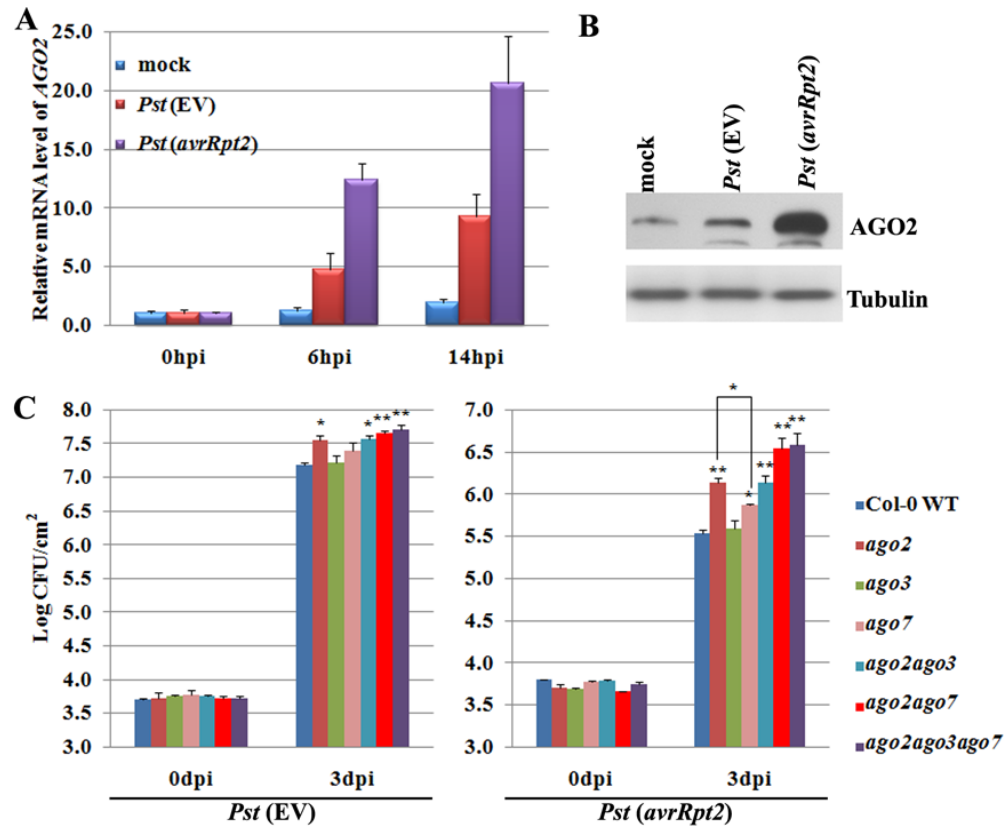 A
Relative mRNA level of AGO2
25.0
20.0
15.0
10.0
5.0
0.0
mock
Pst (EV)
Pst (avrRpt2)
0hpi 6hpi 14hpi
B
mock
Pst (EV)
Pst (avrRpt2)
AGO2
Tubulin
C
Log CFU/cm²
8.0
7.5
7.0
6.5
6.0
5.5
5.0
4.5
4.0
3.5
3.0
* * ** **
0dpi 3dpi
Pst (EV)
7.0
6.5
6.0
5.5
5.0
4.5
4.0
3.5
3.0
*
** * ** ** **
0dpi 3dpi
Pst (avrRpt2)
Col-0 WT
ago2
ago3
ago7
ago2ago3
ago2ago7
ago2ago3ago7